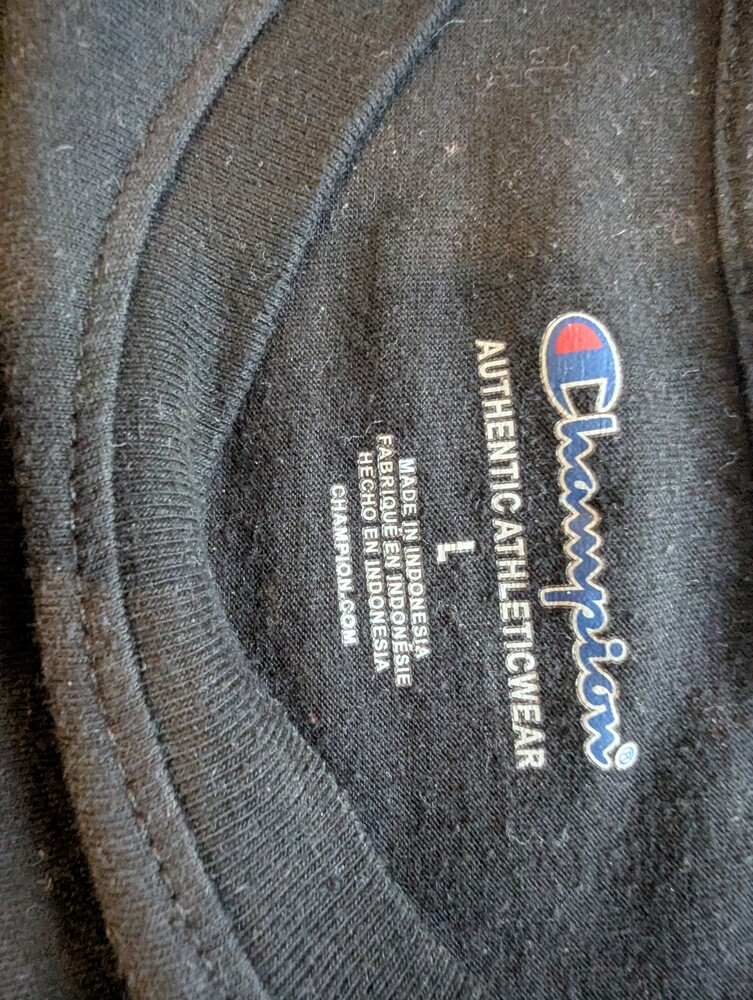 Champion®
AUTHENTIC ATHLETICWEAR
L
MADE IN INDONESIA
FABRIQUÉ EN INDONÉSIE
HECHO EN INDONESIA
CHAMPION.COM